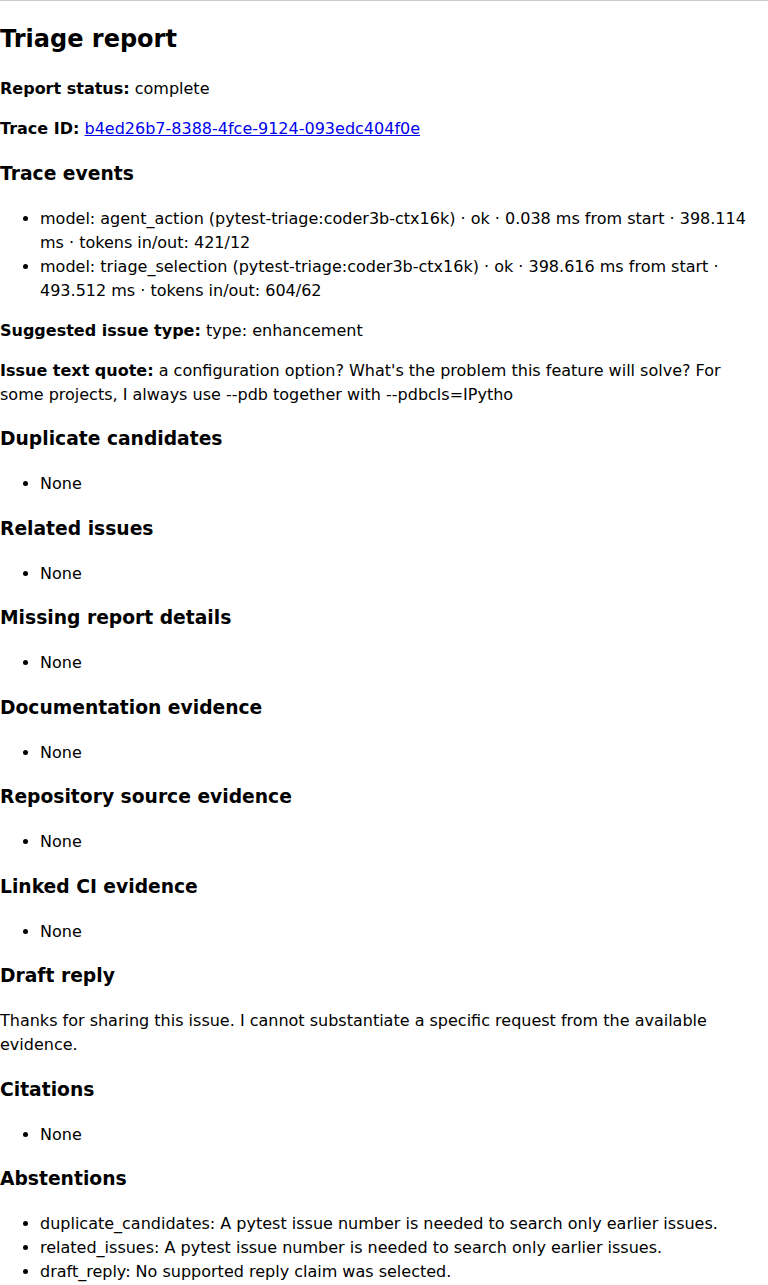 Triage report
Report status: complete
Trace ID: b4ed26b7-8388-4fce-9124-093edc404f0e
Trace events
• model: agent_action (pytest-triage:coder3b-ctx16k) · ok · 0.038 ms from start · 398.114
ms · tokens in/out: 421/12
• model: triage_selection (pytest-triage:coder3b-ctx16k) · ok · 398.616 ms from start ·
493.512 ms · tokens in/out: 604/62
Suggested issue type: type: enhancement
Issue text quote: a configuration option? What's the problem this feature will solve? For
some projects, I always use --pdb together with --pdbcls=IPytho
Duplicate candidates
• None
Related issues
• None
Missing report details
• None
Documentation evidence
• None
Repository source evidence
• None
Linked CI evidence
• None
Draft reply
Thanks for sharing this issue. I cannot substantiate a specific request from the available
evidence.
Citations
• None
Abstentions
• duplicate_candidates: A pytest issue number is needed to search only earlier issues.
• related_issues: A pytest issue number is needed to search only earlier issues.
• draft_reply: No supported reply claim was selected.